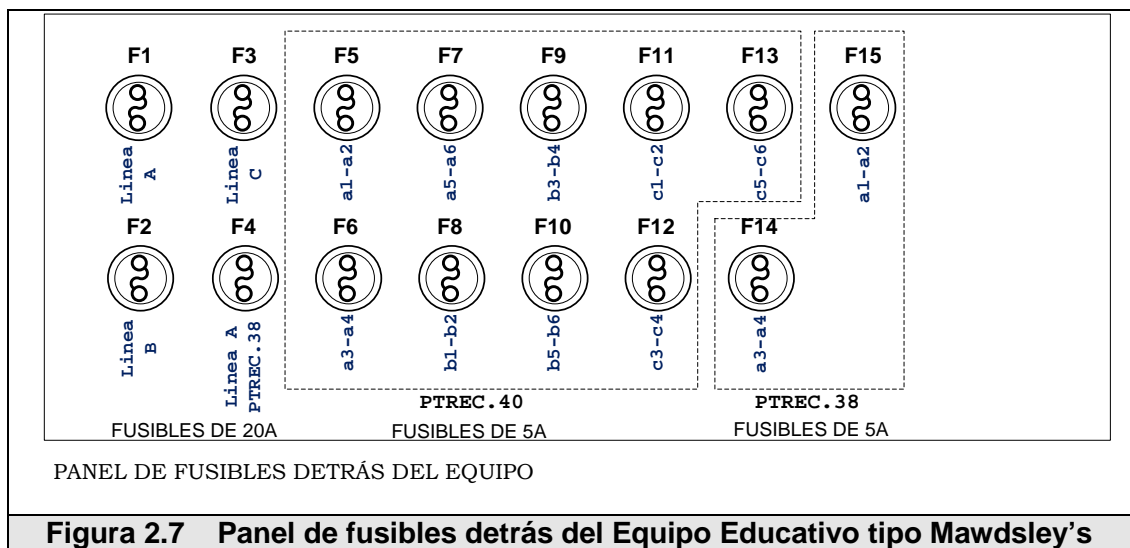 F1 F3 F5 F7 F9 F11 F13 F15
Linea A
Linea C
a1-a2
a5-a6
b3-b4
c1-c2
c5-c6
a1-a2
F2 F4 F6 F8 F10 F12 F14
Linea B
Linea A PTREC.38
a3-a4
b1-b2
b5-b6
c3-c4
a3-a4
PTREC.40 PTREC.38
FUSIBLES DE 20A FUSIBLES DE 5A FUSIBLES DE 5A
PANEL DE FUSIBLES DETRÁS DEL EQUIPO
Figura 2.7 Panel de fusibles detrás del Equipo Educativo tipo Mawdsley's